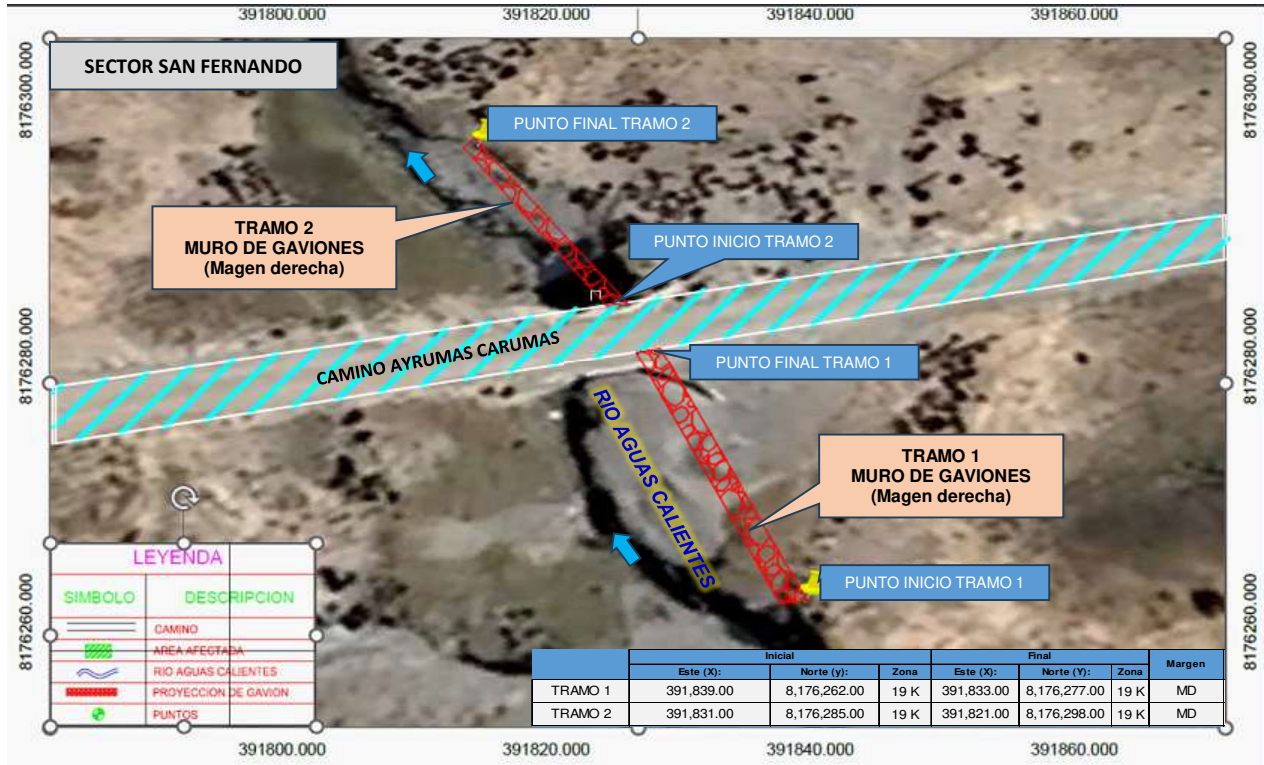 391800.000 391820.000 391840.000 391860.000
8176300.000
8176280.000
8176260.000
SECTOR SAN FERNANDO
PUNTO FINAL TRAMO 2
TRAMO 2
MURO DE GAVIONES
(Magen derecha)
PUNTO INICIO TRAMO 2
CAMINO AYRUMAS CARUMAS
PUNTO FINAL TRAMO 1
RIO AGUAS CALIENTES
TRAMO 1
MURO DE GAVIONES
(Magen derecha)
PUNTO INICIO TRAMO 1
8176300.000
8176280.000
8176260.000
LEYENDA
SIMBOLO DESCRIPCION
CAMINO
AREA AFECTADA
RIO AGUAS CALIENTES
PROYECCION DE GAVION
PUNTOS
Inicial Final Margen
Este (X): Norte (y): Zona Este (X): Norte (Y): Zona
TRAMO 1 391,839.00 8,176,262.00 19 K 391,833.00 8,176,277.00 19 K MD
TRAMO 2 391,831.00 8,176,285.00 19 K 391,821.00 8,176,298.00 19 K MD
391800.000 391820.000 391840.000 391860.000